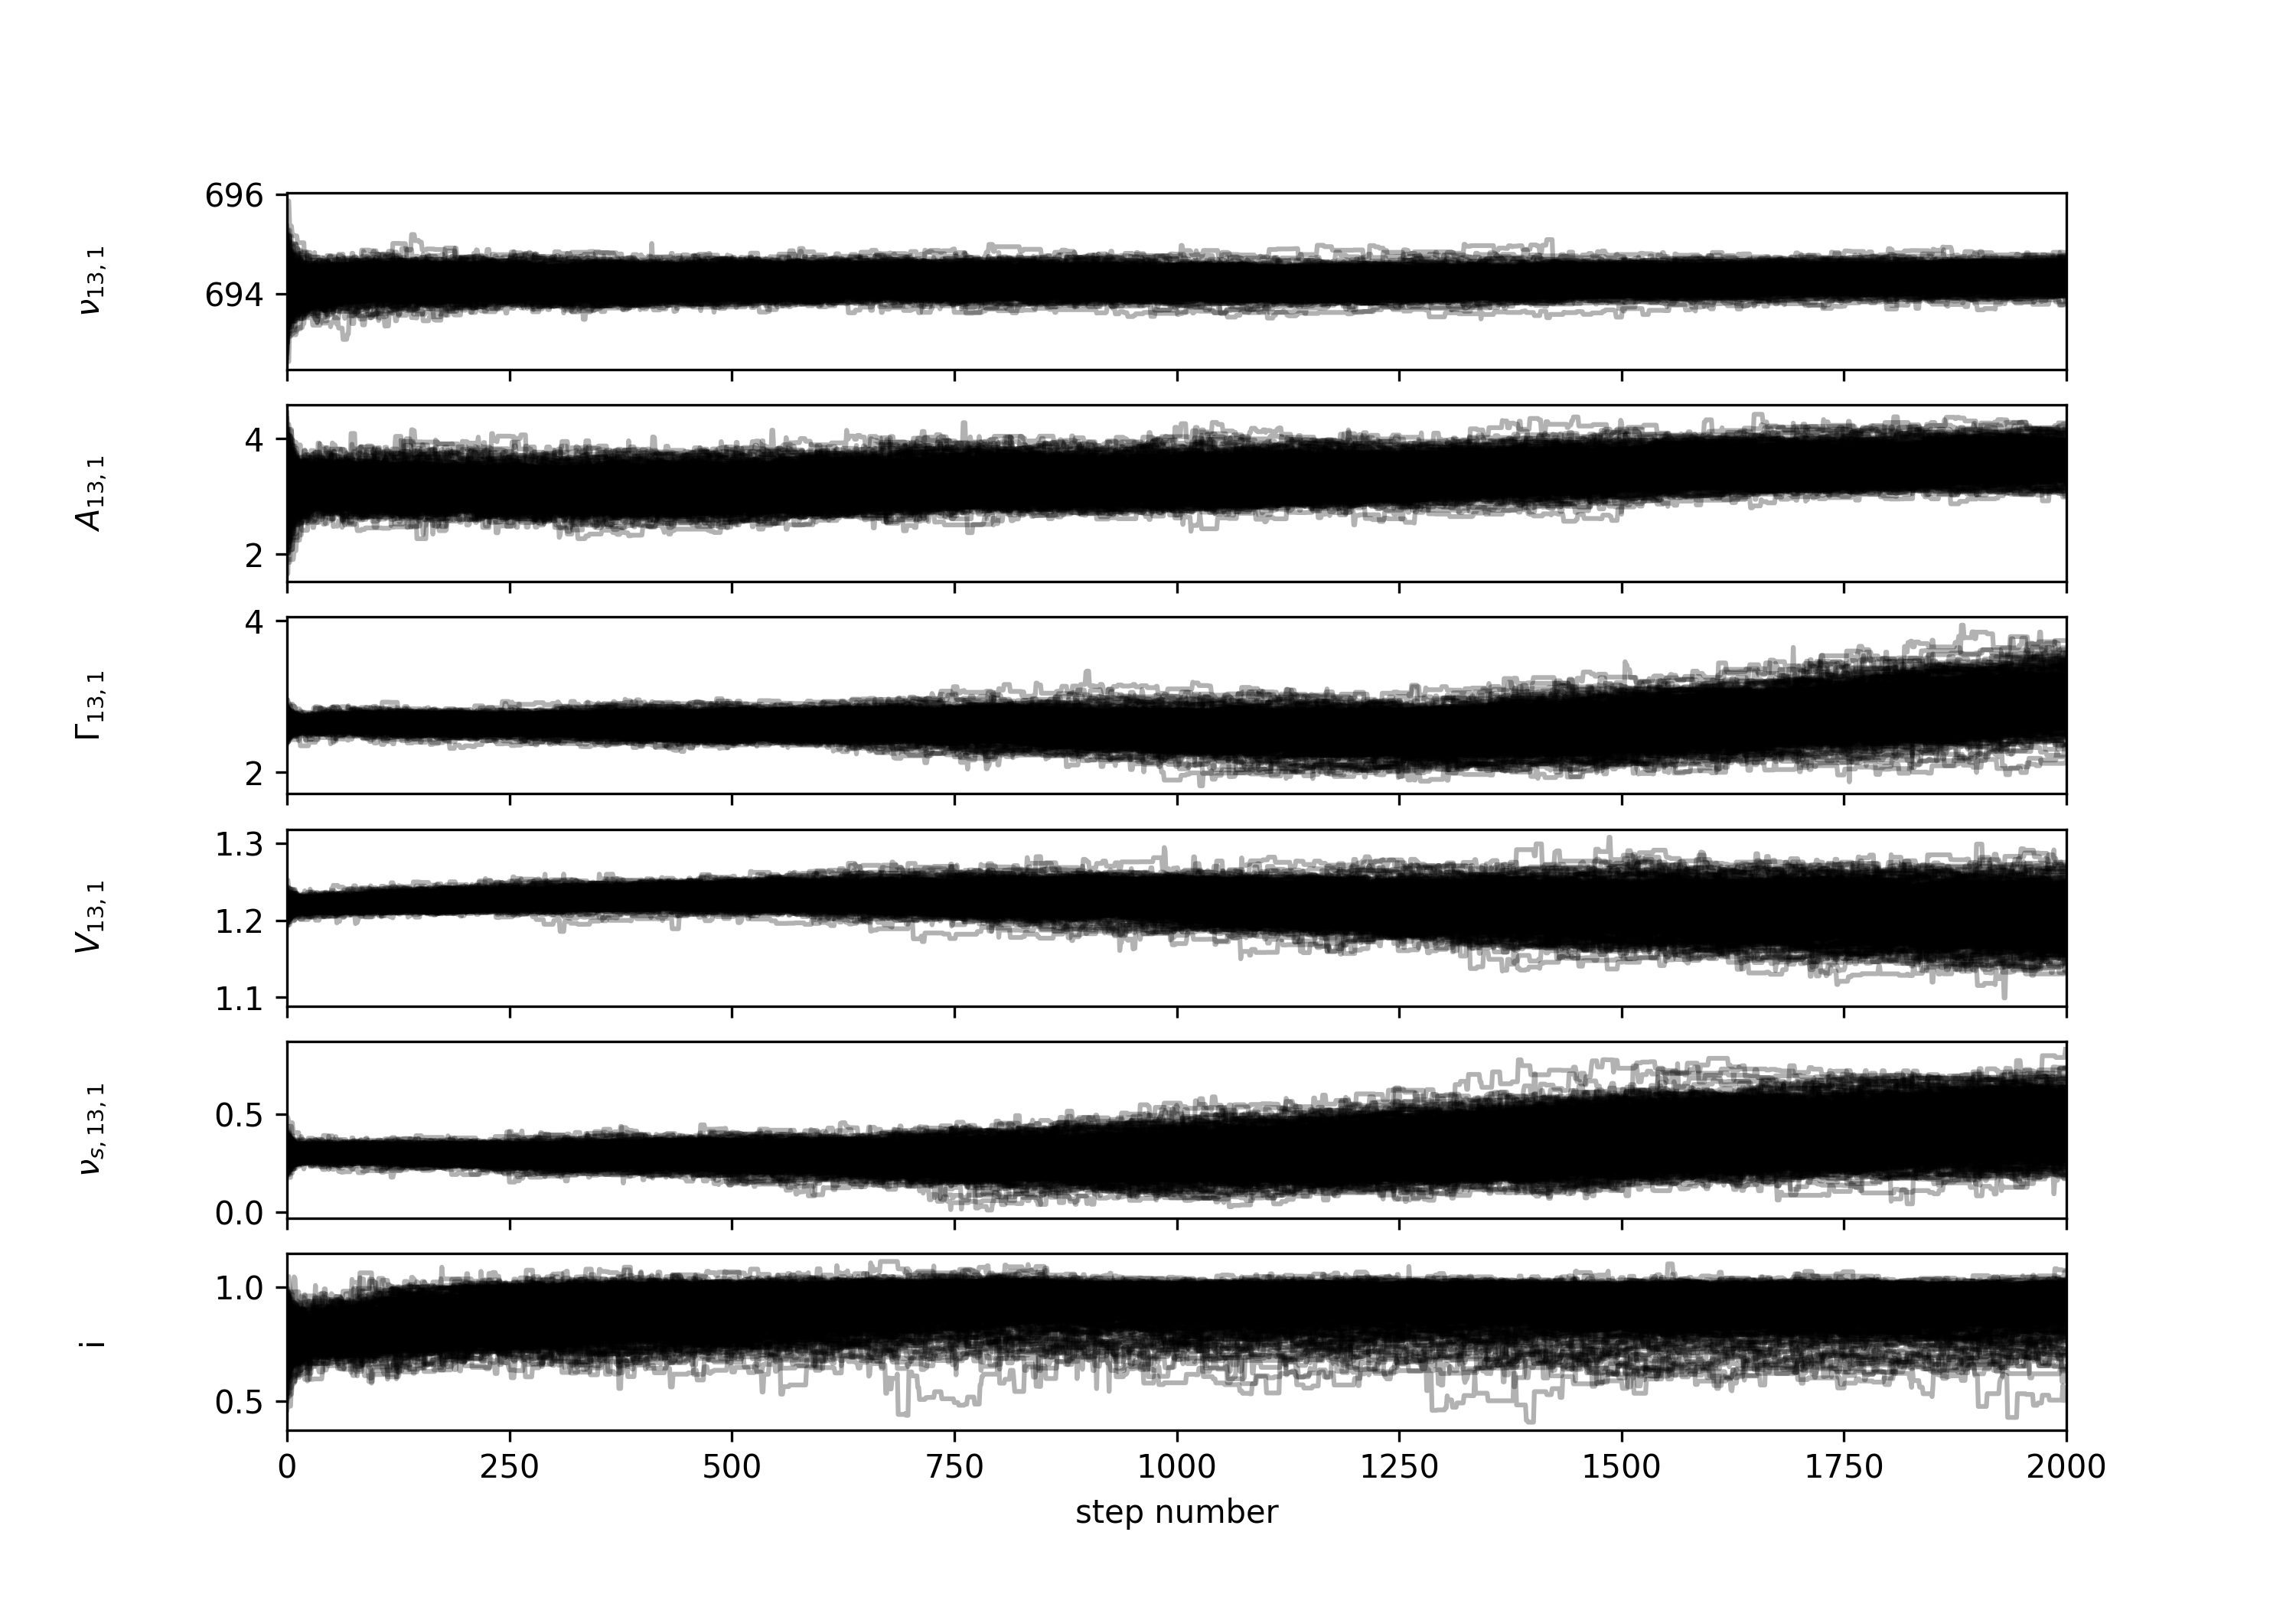 696
694
ν13, 1
4
2
A13, 1
4
2
Γ13, 1
1.3
1.2
1.1
V13, 1
0.5
0.0
νs, 13, 1
1.0
0.5
i
0 250 500 750 1000 1250 1500 1750 2000
step number